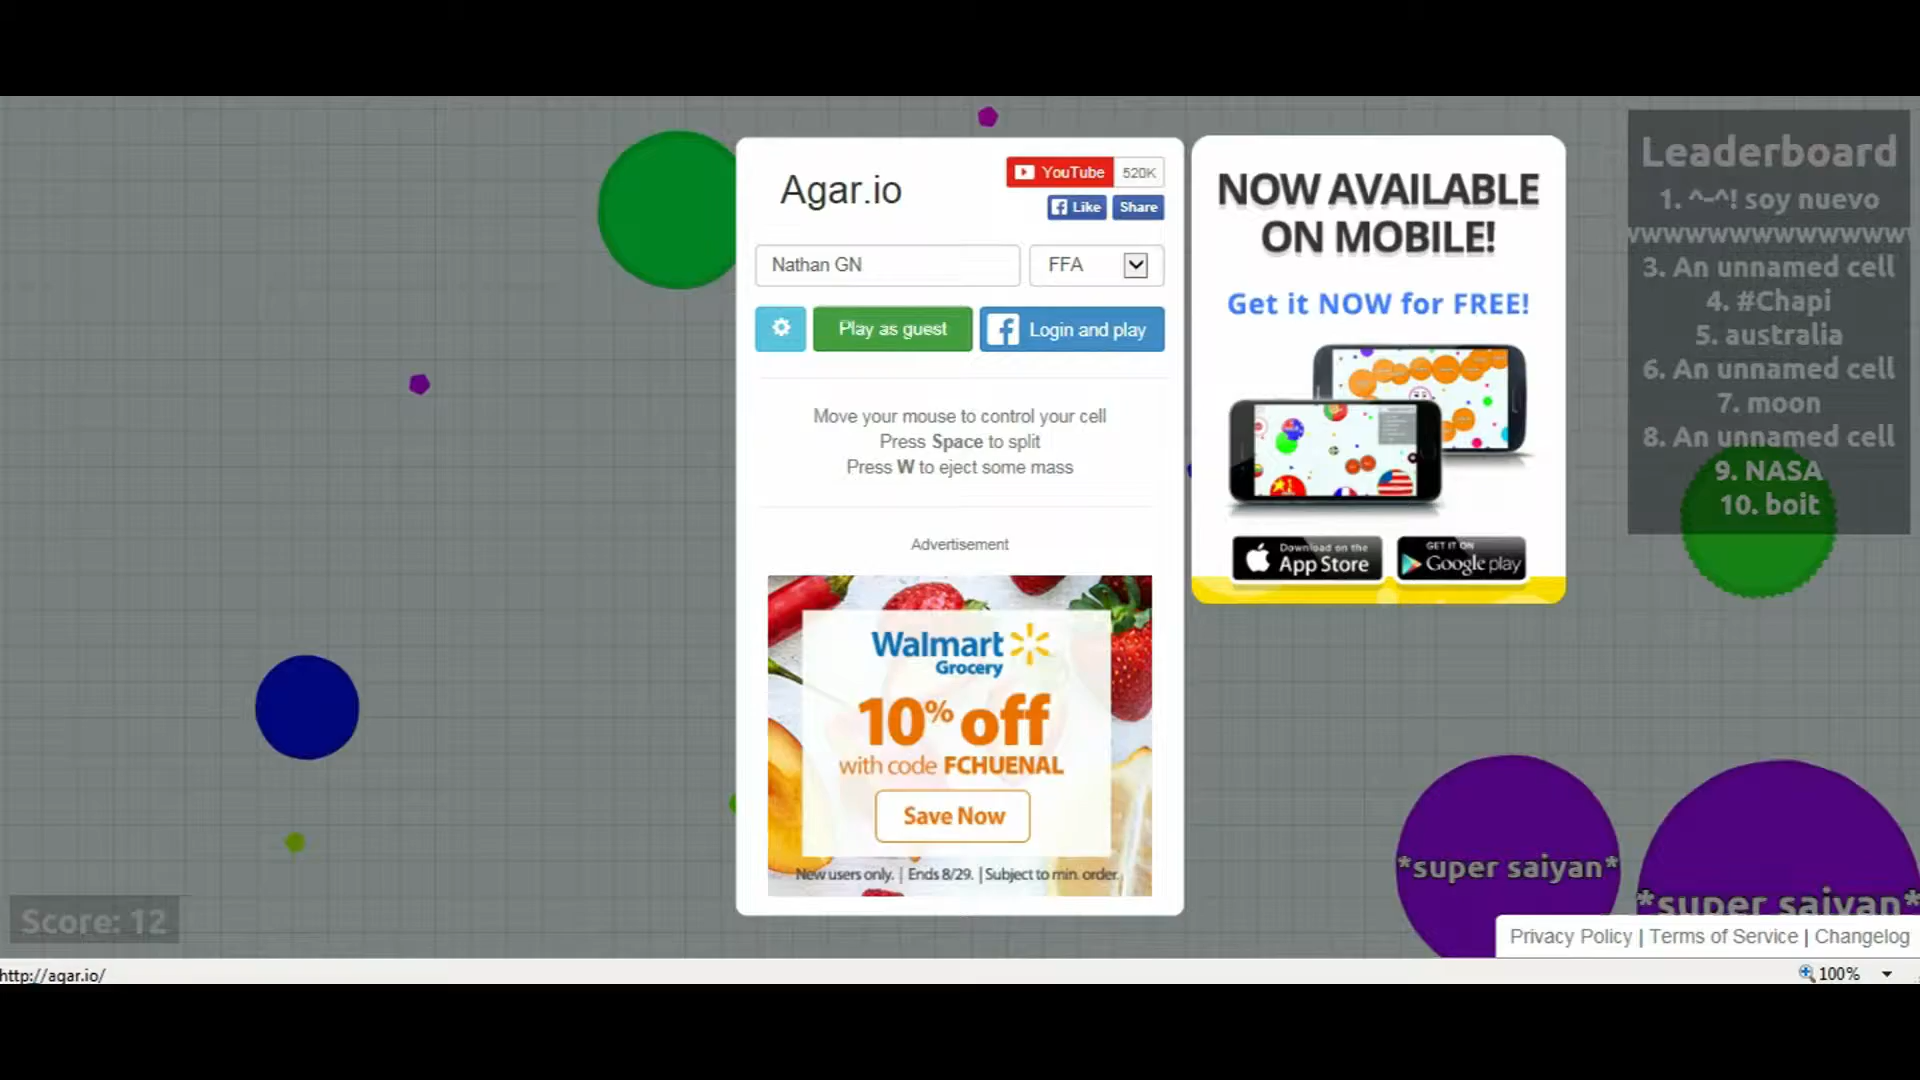 Agar.io
YouTube 520K
Like Share
Nathan GN
FFA
Play as guest
Login and play
Move your mouse to control your cell
Press Space to split
Press W to eject some mass
Advertisement
Walmart
Grocery
10% off
with code FCHUENAL
Save Now
New users only. | Ends 8/29. | Subject to min. order.
NOW AVAILABLE
ON MOBILE!
Get it NOW for FREE!
Download on the
App Store
GET IT ON
Google play
Leaderboard
1. ^-^! soy nuevo
wwwwwwwwwwwwww
3. An unnamed cell
4. #Chapi
5. australia
6. An unnamed cell
7. moon
8. An unnamed cell
9. NASA
10. boit
*super saiyan*
*super saiyan*
Score: 12
Privacy Policy | Terms of Service | Changelog
http://agar.io/
100%